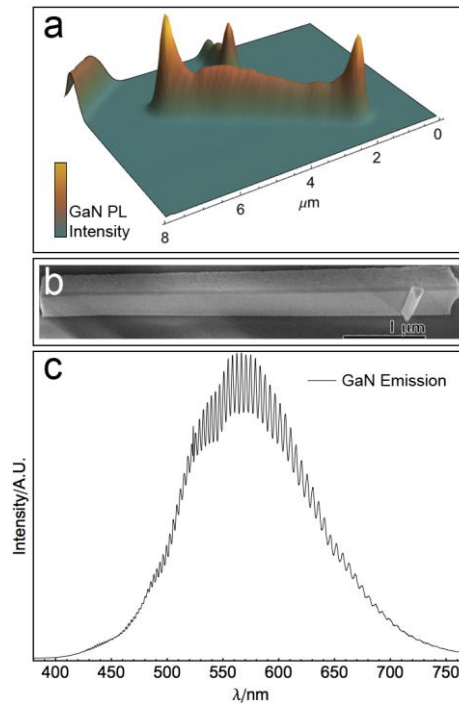 a
GaN PL
Intensity
8
6
4
2
0
μm
b
1 μm
c
GaN Emission
Intensity/A.U.
400 450 500 550 600 650 700 750
λ/nm